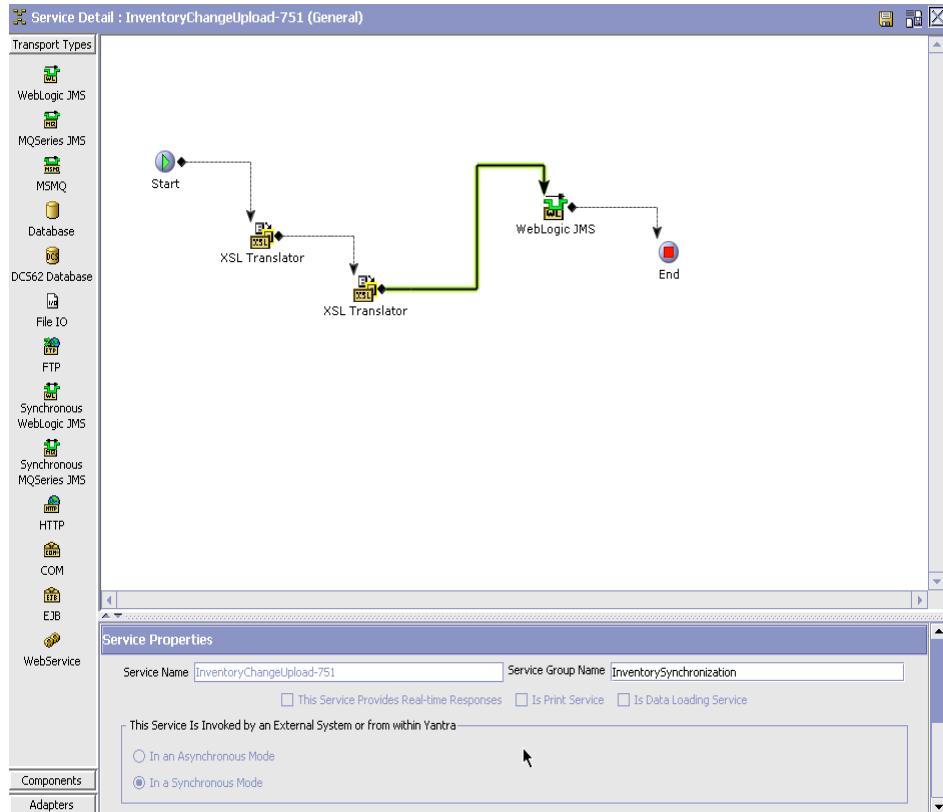 Service Detail : InventoryChangeUpload-751 (General)
Transport Types
WebLogic JMS
MQSeries JMS
MSMQ
Database
DCS62 Database
File IO
FTP
Synchronous
WebLogic JMS
Synchronous
MQSeries JMS
HTTP
COM
EJB
WebService
Components
Adapters
Start
XSL Translator
XSL Translator
WebLogic JMS
End
Service Properties
Service Name InventoryChangeUpload-751 Service Group Name InventorySynchronization
This Service Provides Real-time Responses Is Print Service Is Data Loading Service
This Service Is Invoked by an External System or from within Yantra
In an Asynchronous Mode
In a Synchronous Mode